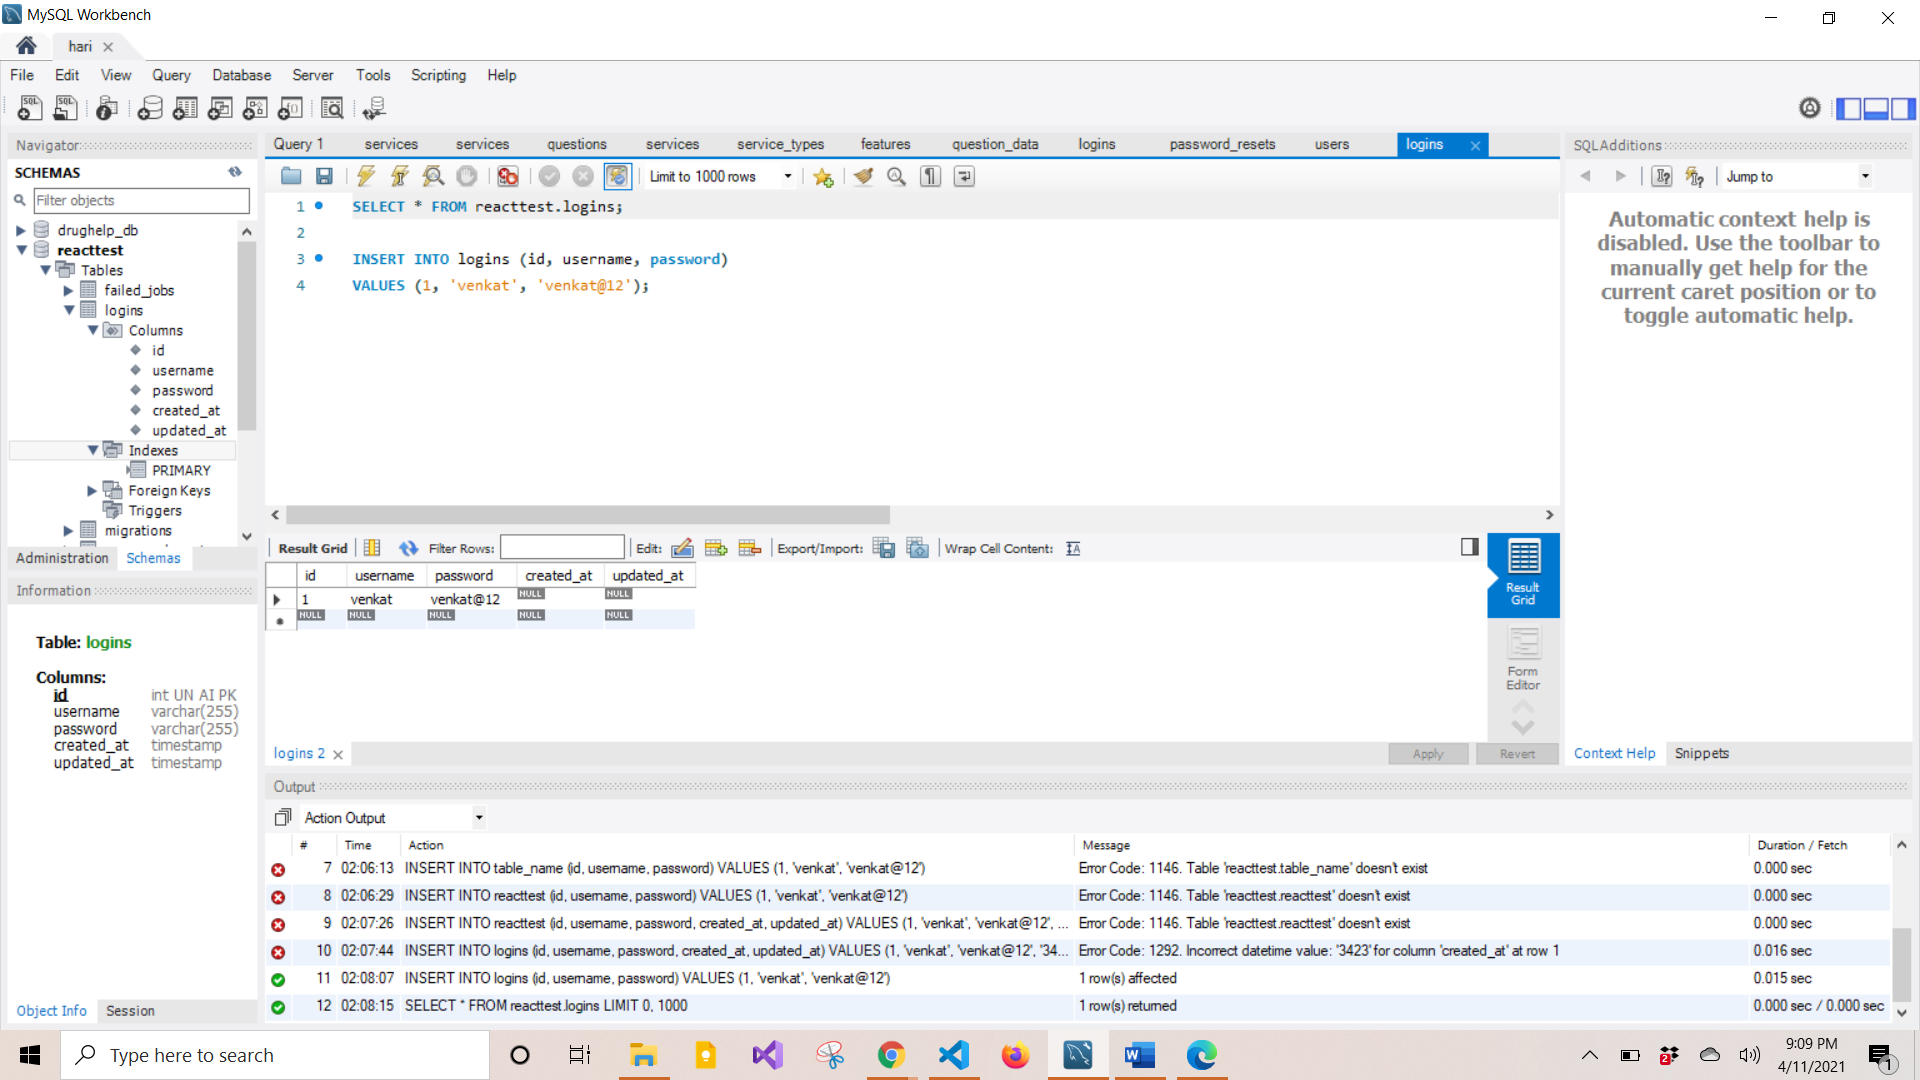 MySQL Workbench
hari
File Edit View Query Database Server Tools Scripting Help
Navigator
SCHEMAS
Filter objects
drughelp_db
reacttest
Tables
failed_jobs
logins
Columns
id
username
password
created_at
updated_at
Indexes
PRIMARY
Foreign Keys
Triggers
migrations
Administration Schemas
Information
Table: logins
Columns:
id int UN AI PK
username varchar(255)
password varchar(255)
created_at timestamp
updated_at timestamp
Object Info Session
Query 1 services services questions services service_types features question_data logins password_resets users logins
Limit to 1000 rows
1 SELECT * FROM reacttest.logins;
2
3 INSERT INTO logins (id, username, password)
4 VALUES (1, 'venkat', 'venkat@12');
Result Grid Filter Rows: Edit: Export/Import: Wrap Cell Content:
id username password created_at updated_at
1 venkat venkat@12 NULL NULL
NULL NULL NULL NULL NULL
Result
Grid
Form
Editor
logins 2
Apply Revert
SQLAdditions
Jump to
Automatic context help is
disabled. Use the toolbar to
manually get help for the
current caret position or to
toggle automatic help.
Context Help Snippets
Output
Action Output
# Time Action Message Duration / Fetch
7 02:06:13 INSERT INTO table_name (id, username, password) VALUES (1, 'venkat', 'venkat@12') Error Code: 1146. Table 'reacttest.table_name' doesn't exist 0.000 sec
8 02:06:29 INSERT INTO reacttest (id, username, password) VALUES (1, 'venkat', 'venkat@12') Error Code: 1146. Table 'reacttest.reacttest' doesn't exist 0.000 sec
9 02:07:26 INSERT INTO reacttest (id, username, password, created_at, updated_at) VALUES (1, 'venkat', 'venkat@12', ... Error Code: 1146. Table 'reacttest.reacttest' doesn't exist 0.000 sec
10 02:07:44 INSERT INTO logins (id, username, password, created_at, updated_at) VALUES (1, 'venkat', 'venkat@12', '34... Error Code: 1292. Incorrect datetime value: '3423' for column 'created_at' at row 1 0.016 sec
11 02:08:07 INSERT INTO logins (id, username, password) VALUES (1, 'venkat', 'venkat@12') 1 row(s) affected 0.015 sec
12 02:08:15 SELECT * FROM reacttest.logins LIMIT 0, 1000 1 row(s) returned 0.000 sec / 0.000 sec
Type here to search
9:09 PM
4/11/2021